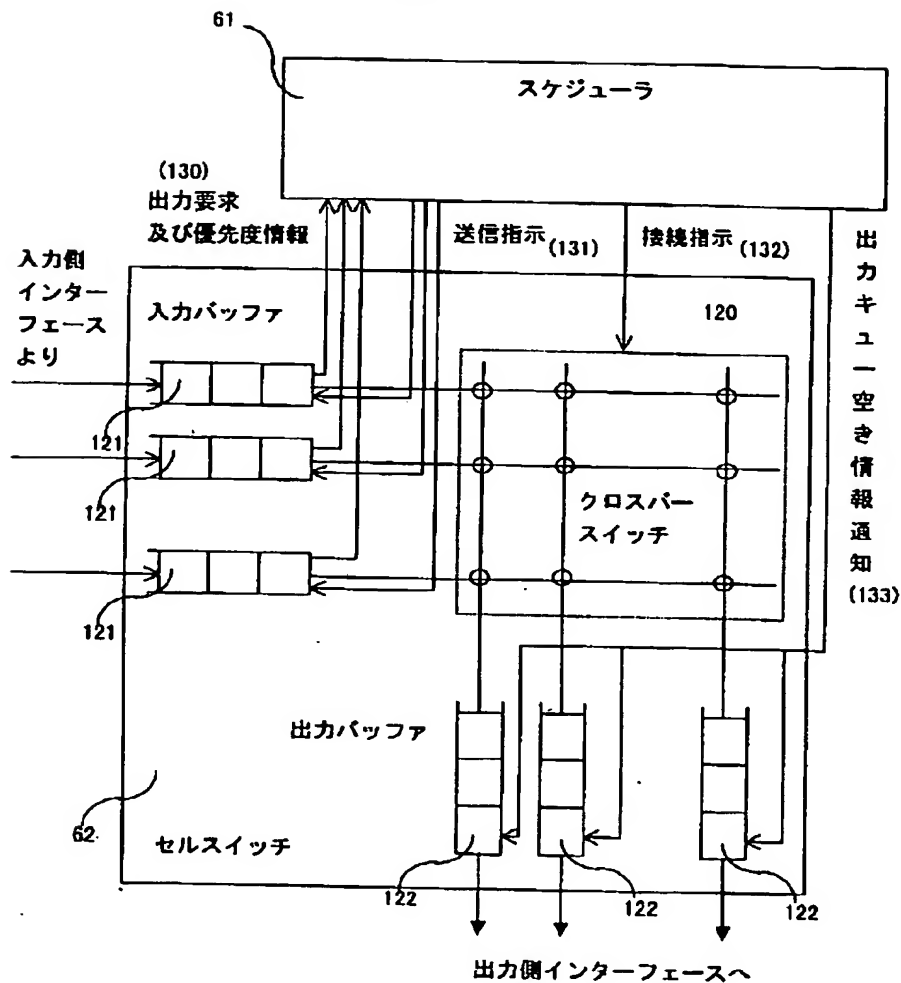 61
スケジューラ
(130)
出力要求
及び優先度情報
送信指示
(131)
接続指示
(132)
出力キュー空き情報通知
(133)
入力側
インター
フェース
より
入力バッファ
120
121
121
121
クロスバー
スイッチ
出力バッファ
62
セルスイッチ
122
122
122
出力側インターフェースへ